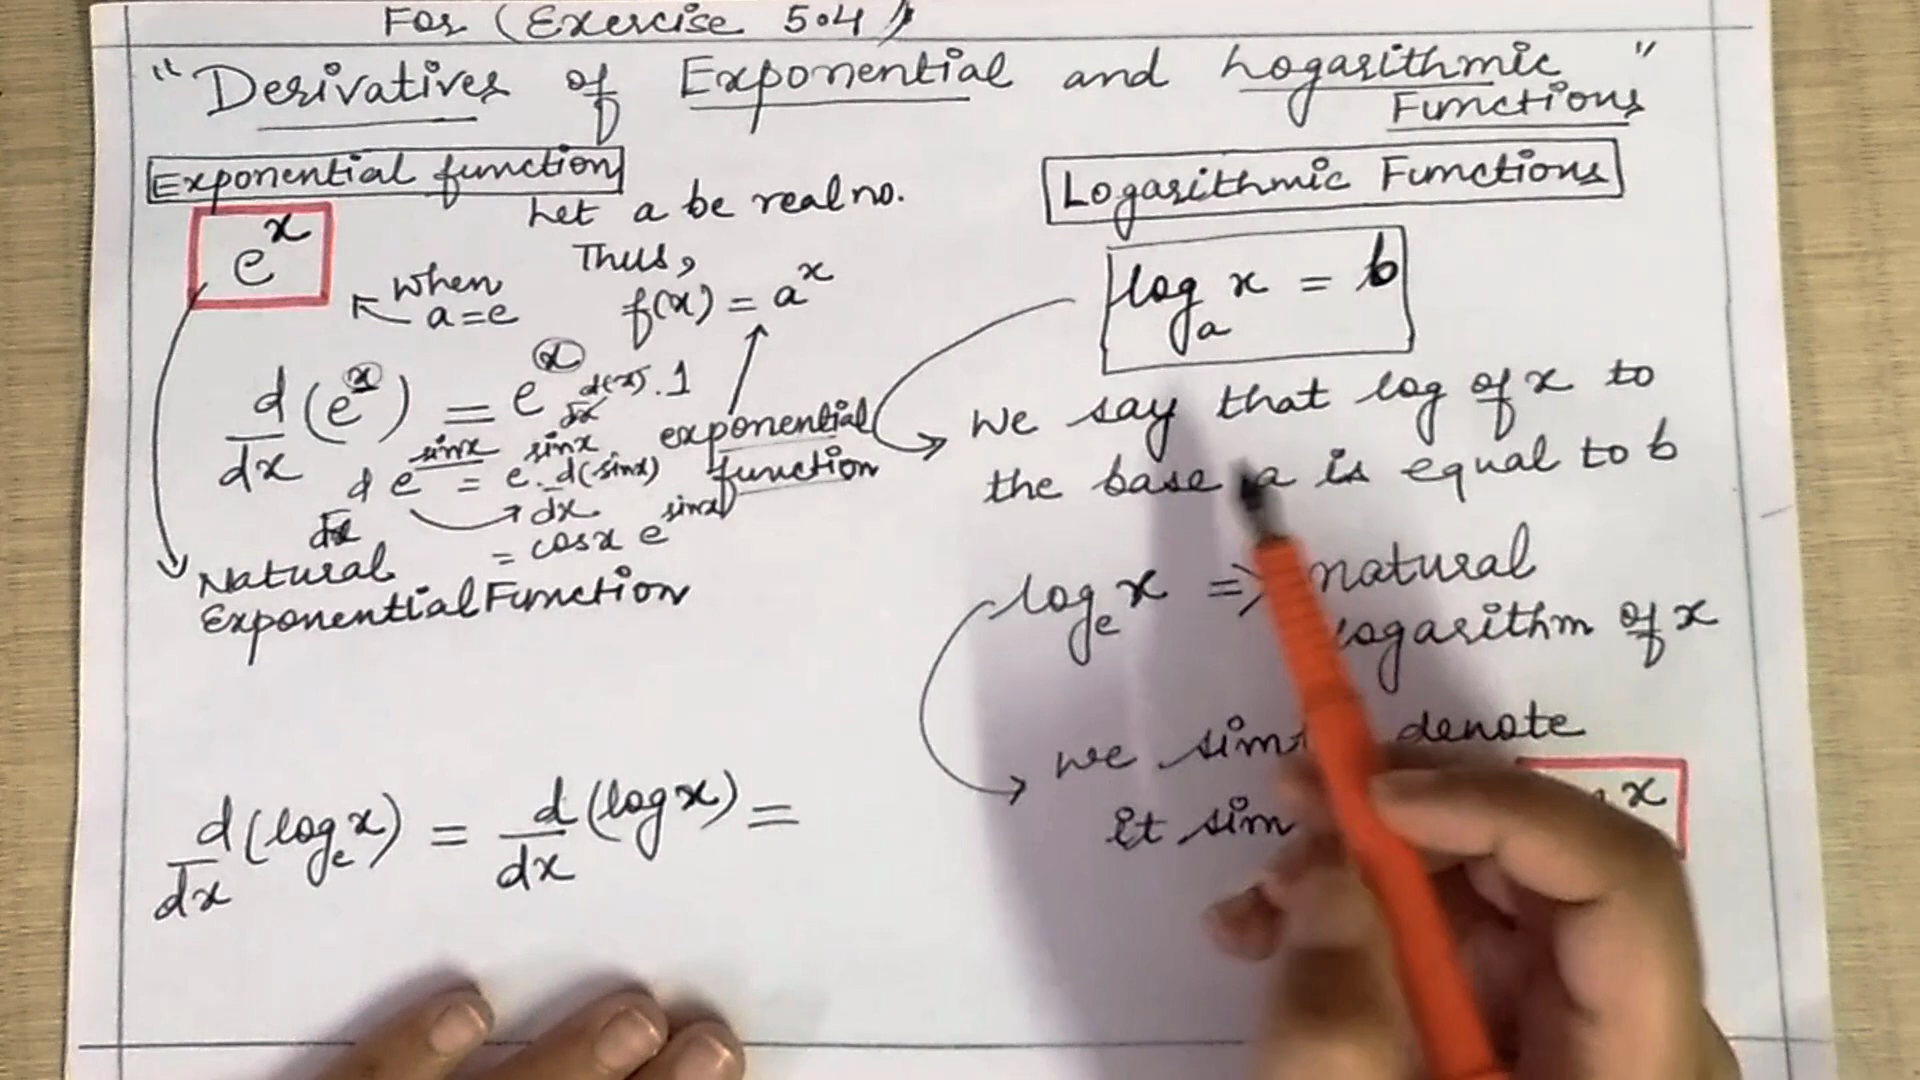 For (Exercise 5.4)
"Derivatives of Exponential and Logarithmic Functions"
Exponential function
e^x
Let a be real no.
Thus,
f(x) = a^x
when
a=e
exponential
function
d/dx (e^x) = e^x d(x)/dx . 1
d/dx e^sinx = e^sinx . d(sinx)/dx
= cosx e^sinx
Natural
Exponential Function
d/dx (log_e x) = d/dx (log x) =
Logarithmic Functions
log_a x = b
We say that log of x to
the base a is equal to b
log_e x => natural
logarithm of x
we denote
it
x